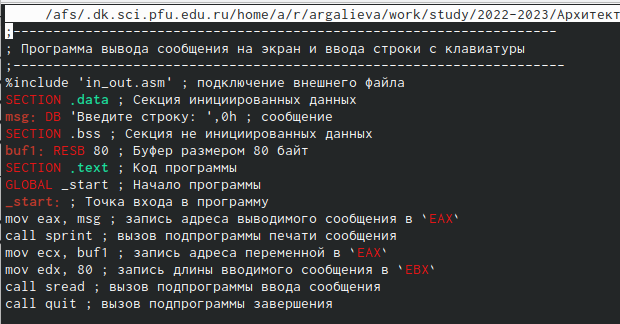 /afs/.dk.sci.pfu.edu.ru/home/a/r/argalieva/work/study/2022-2023/Архитект
;-------------------------------------------------------------------
; Программа вывода сообщения на экран и ввода строки с клавиатуры
;--------------------------------------------------------------------
%include 'in_out.asm' ; подключение внешнего файла
SECTION .data ; Секция инициированных данных
msg: DB 'Введите строку: ',0h ; сообщение
SECTION .bss ; Секция не инициированных данных
buf1: RESB 80 ; Буфер размером 80 байт
SECTION .text ; Код программы
GLOBAL _start ; Начало программы
_start: ; Точка входа в программу
mov eax, msg ; запись адреса выводимого сообщения в `EAX`
call sprint ; вызов подпрограммы печати сообщения
mov ecx, buf1 ; запись адреса переменной в `EAX`
mov edx, 80 ; запись длины вводимого сообщения в `EBX`
call sread ; вызов подпрограммы ввода сообщения
call quit ; вызов подпрограммы завершения